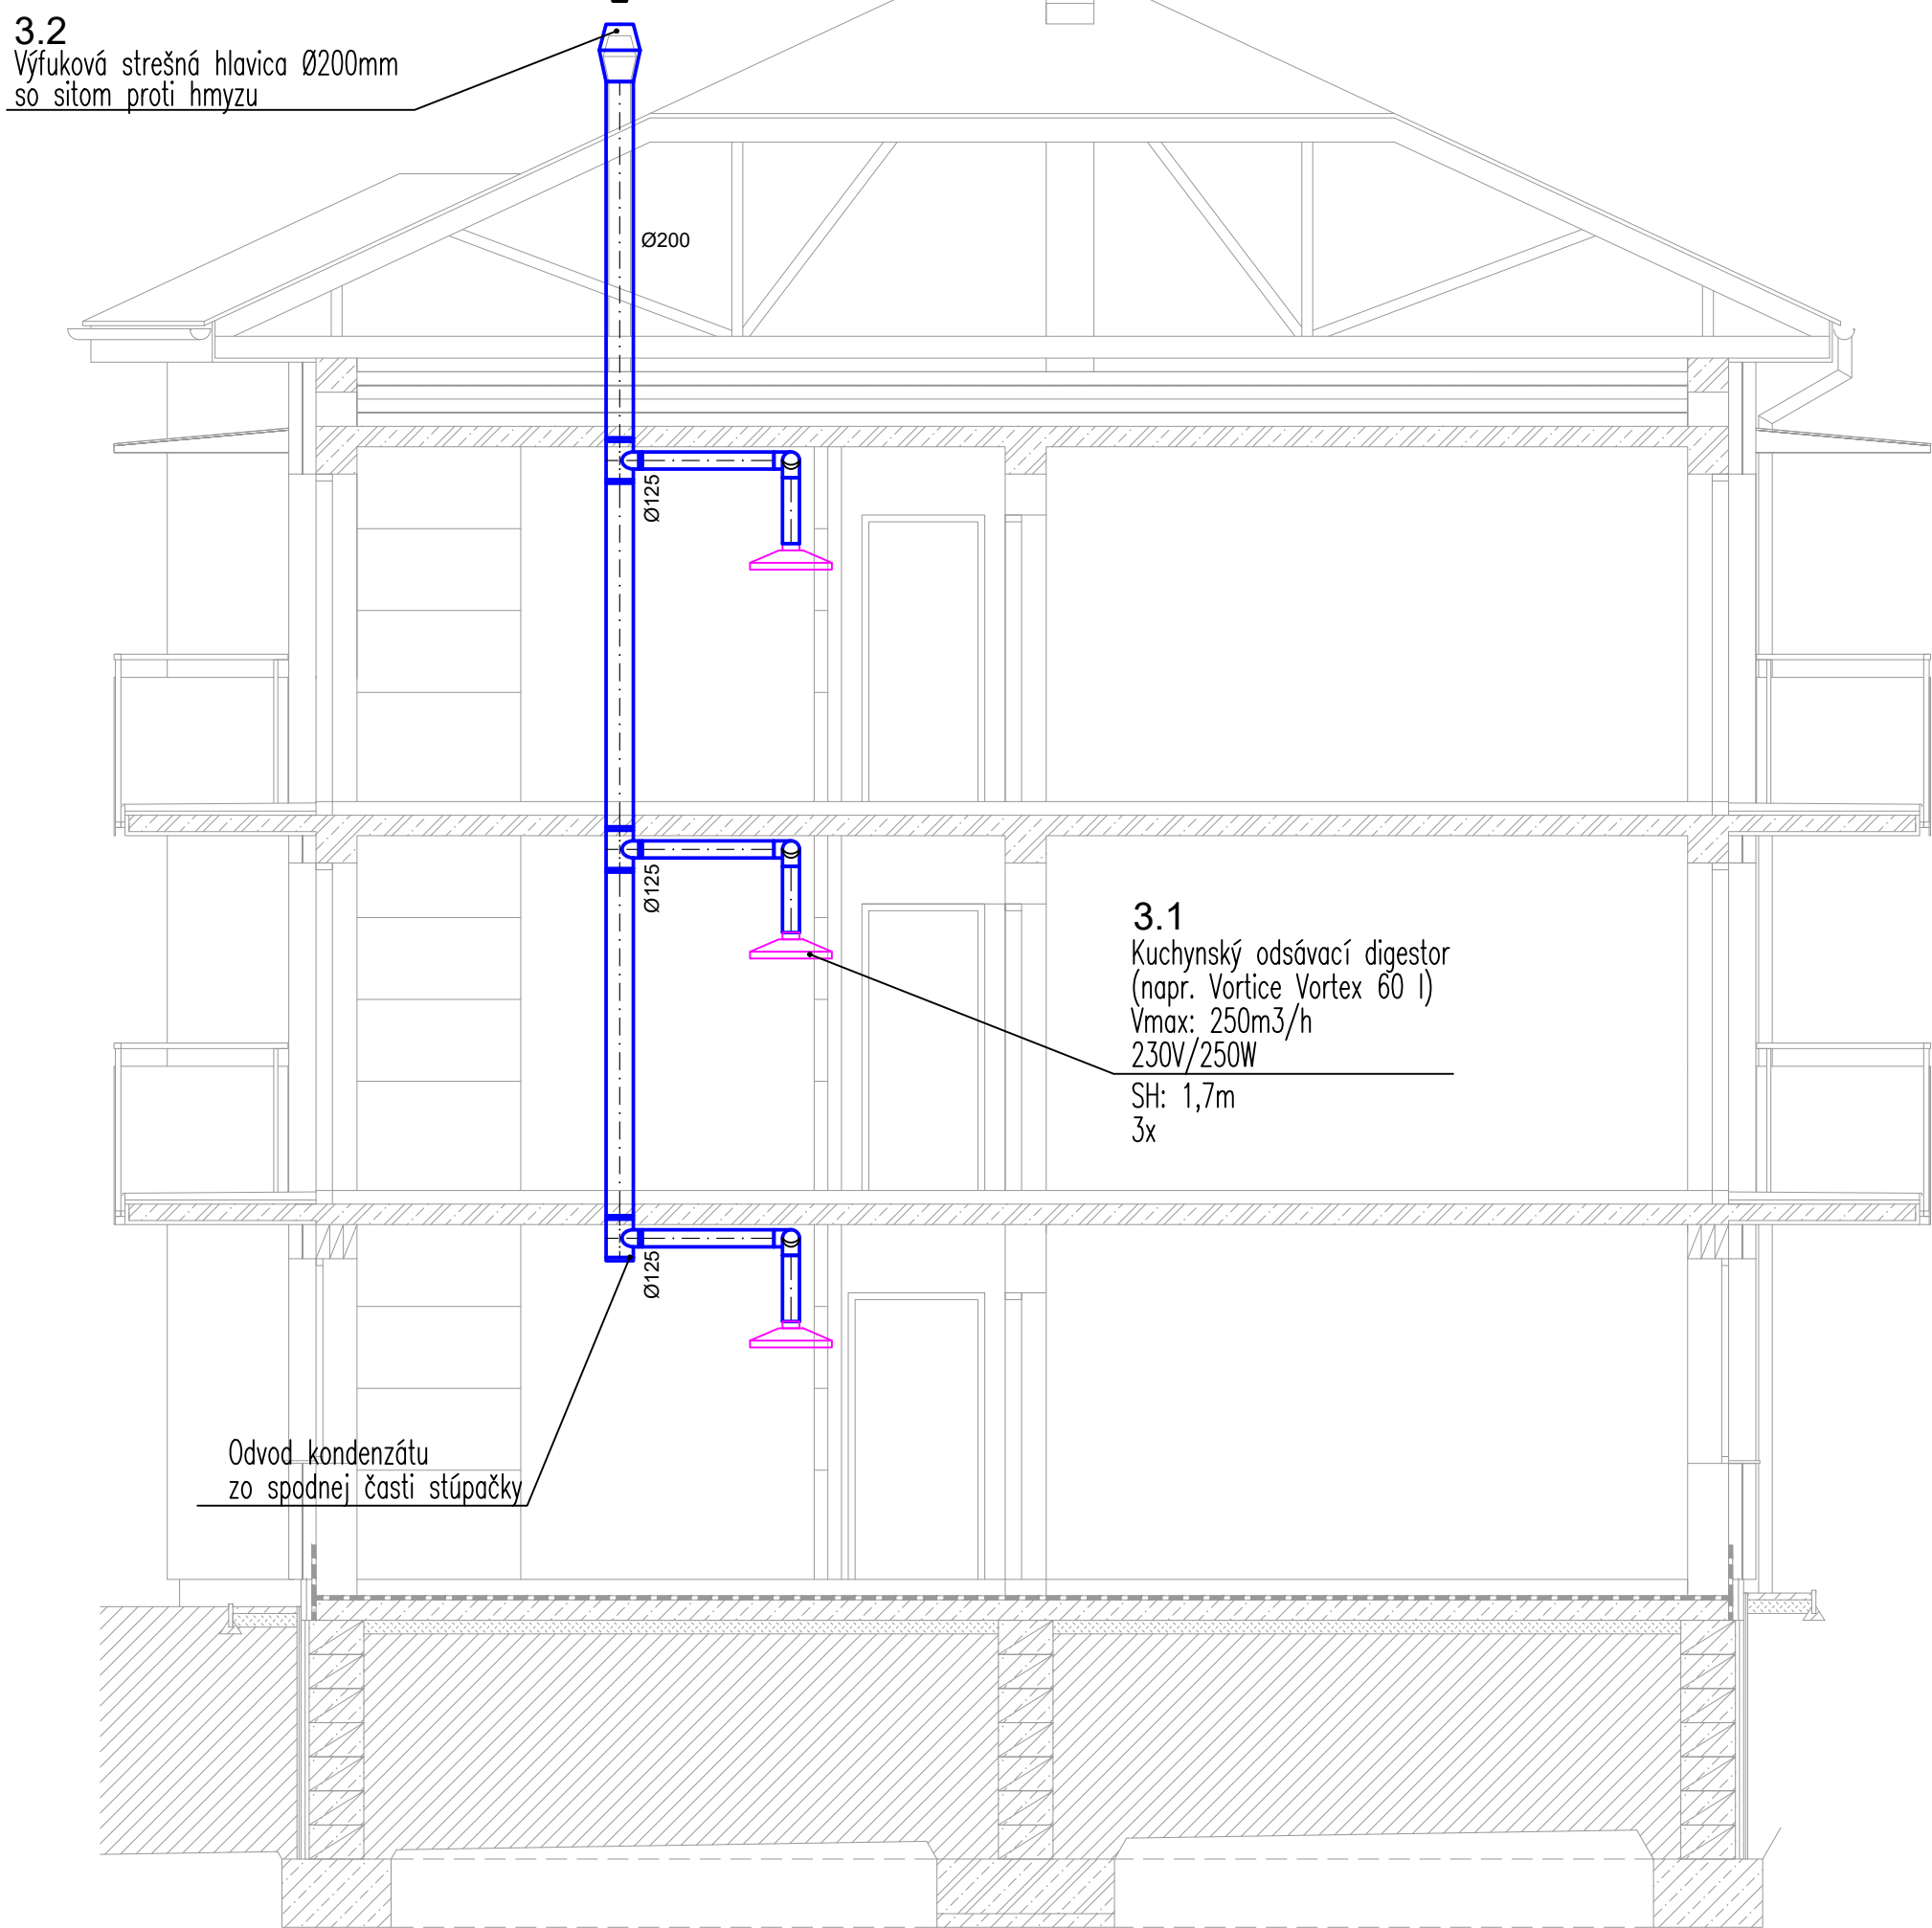 3.2
Výfuková strešná hlavica Ø200mm
so sitom proti hmyzu
Ø200
Ø125
Ø125
3.1
Kuchynský odsávací digestor
(napr. Vortice Vortex 60 l)
Vmax: 250m3/h
230V/250W
SH: 1,7m
3x
Ø125
Odvod kondenzátu
zo spodnej časti stúpačky